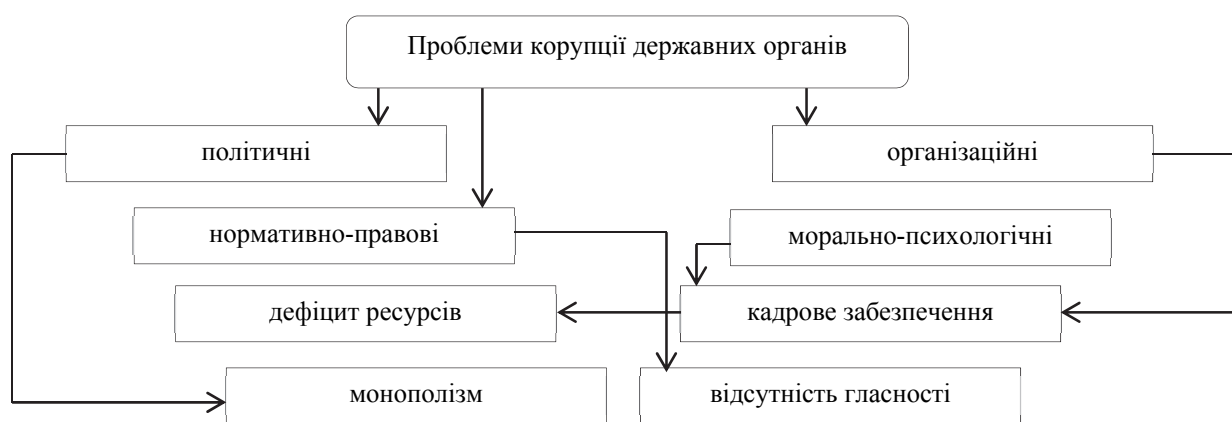 Проблеми корупції державних органів
політичні
організаційні
нормативно-правові
морально-психологічні
дефіцит ресурсів
кадрове забезпечення
монополізм
відсутність гласності